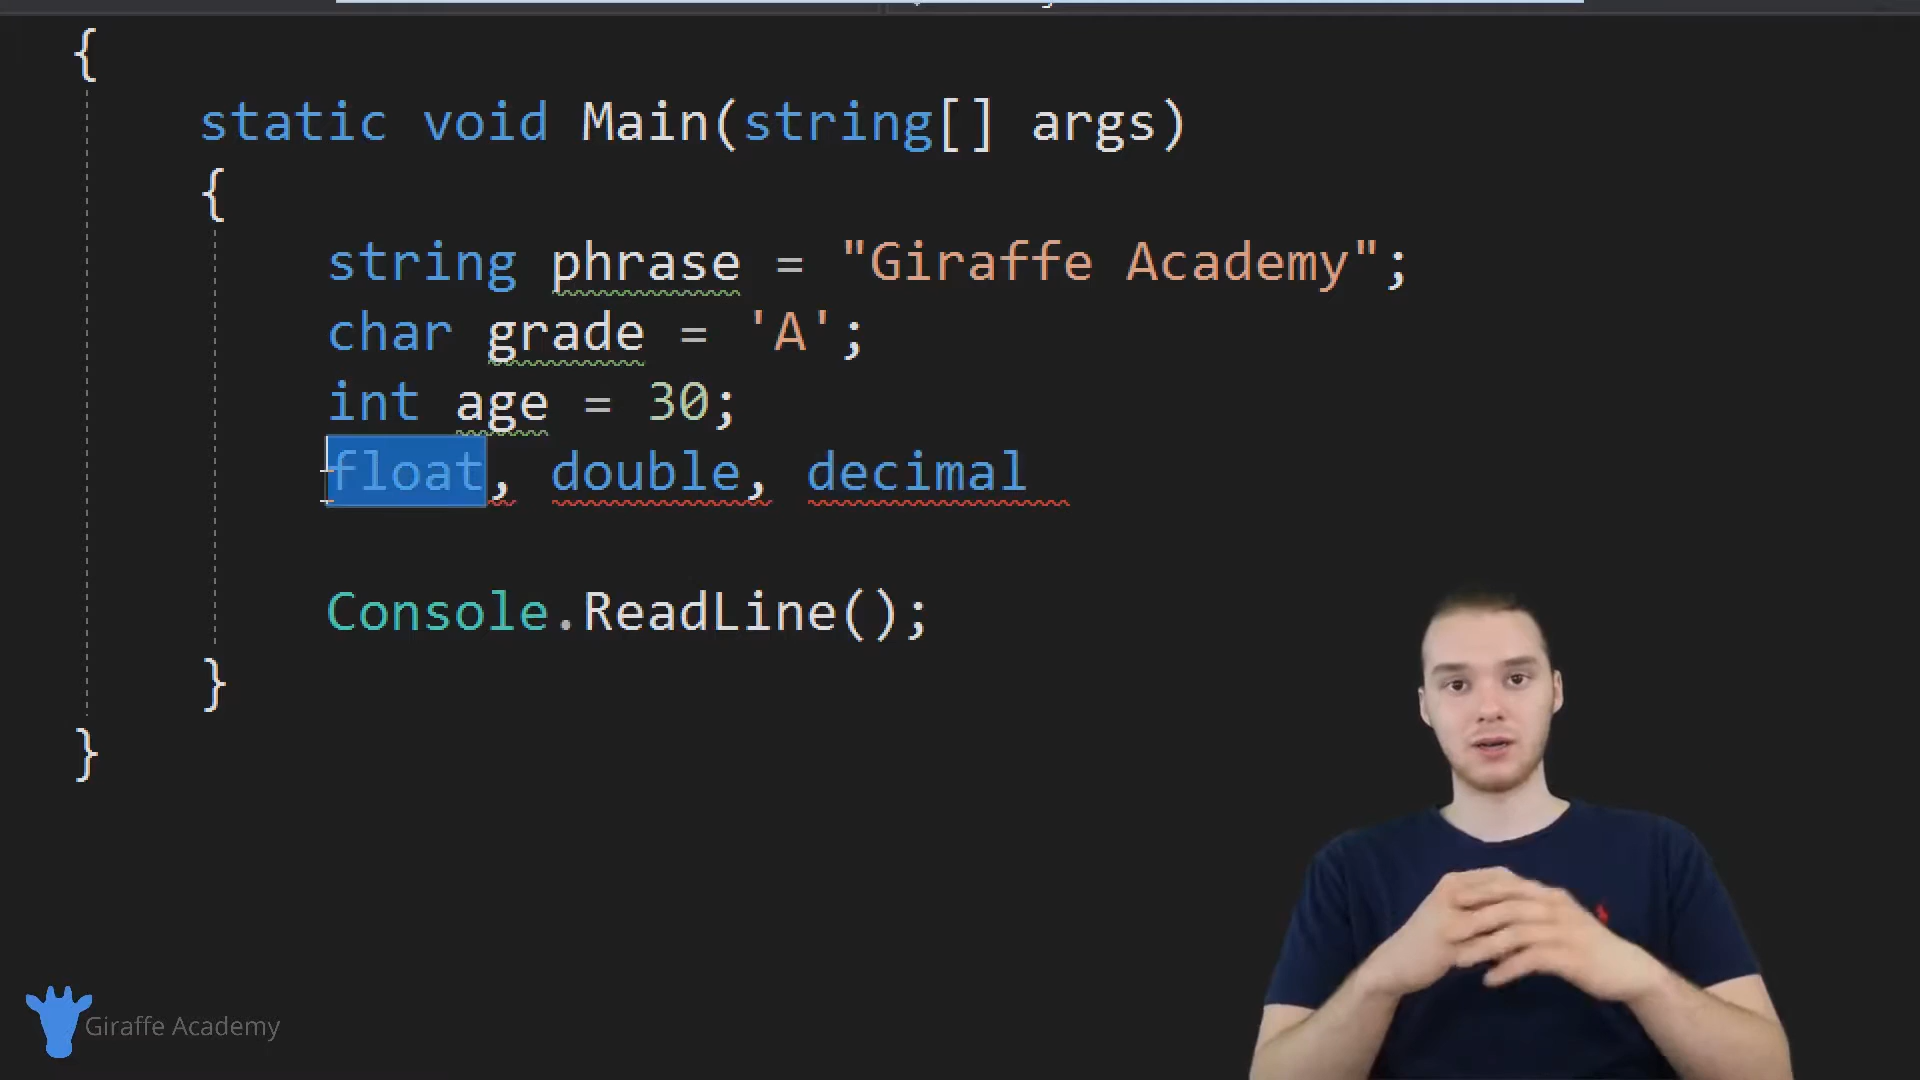 {
static void Main(string[] args)
{
string phrase = "Giraffe Academy";
char grade = 'A';
int age = 30;
float, double, decimal
Console.ReadLine();
}
}
Giraffe Academy